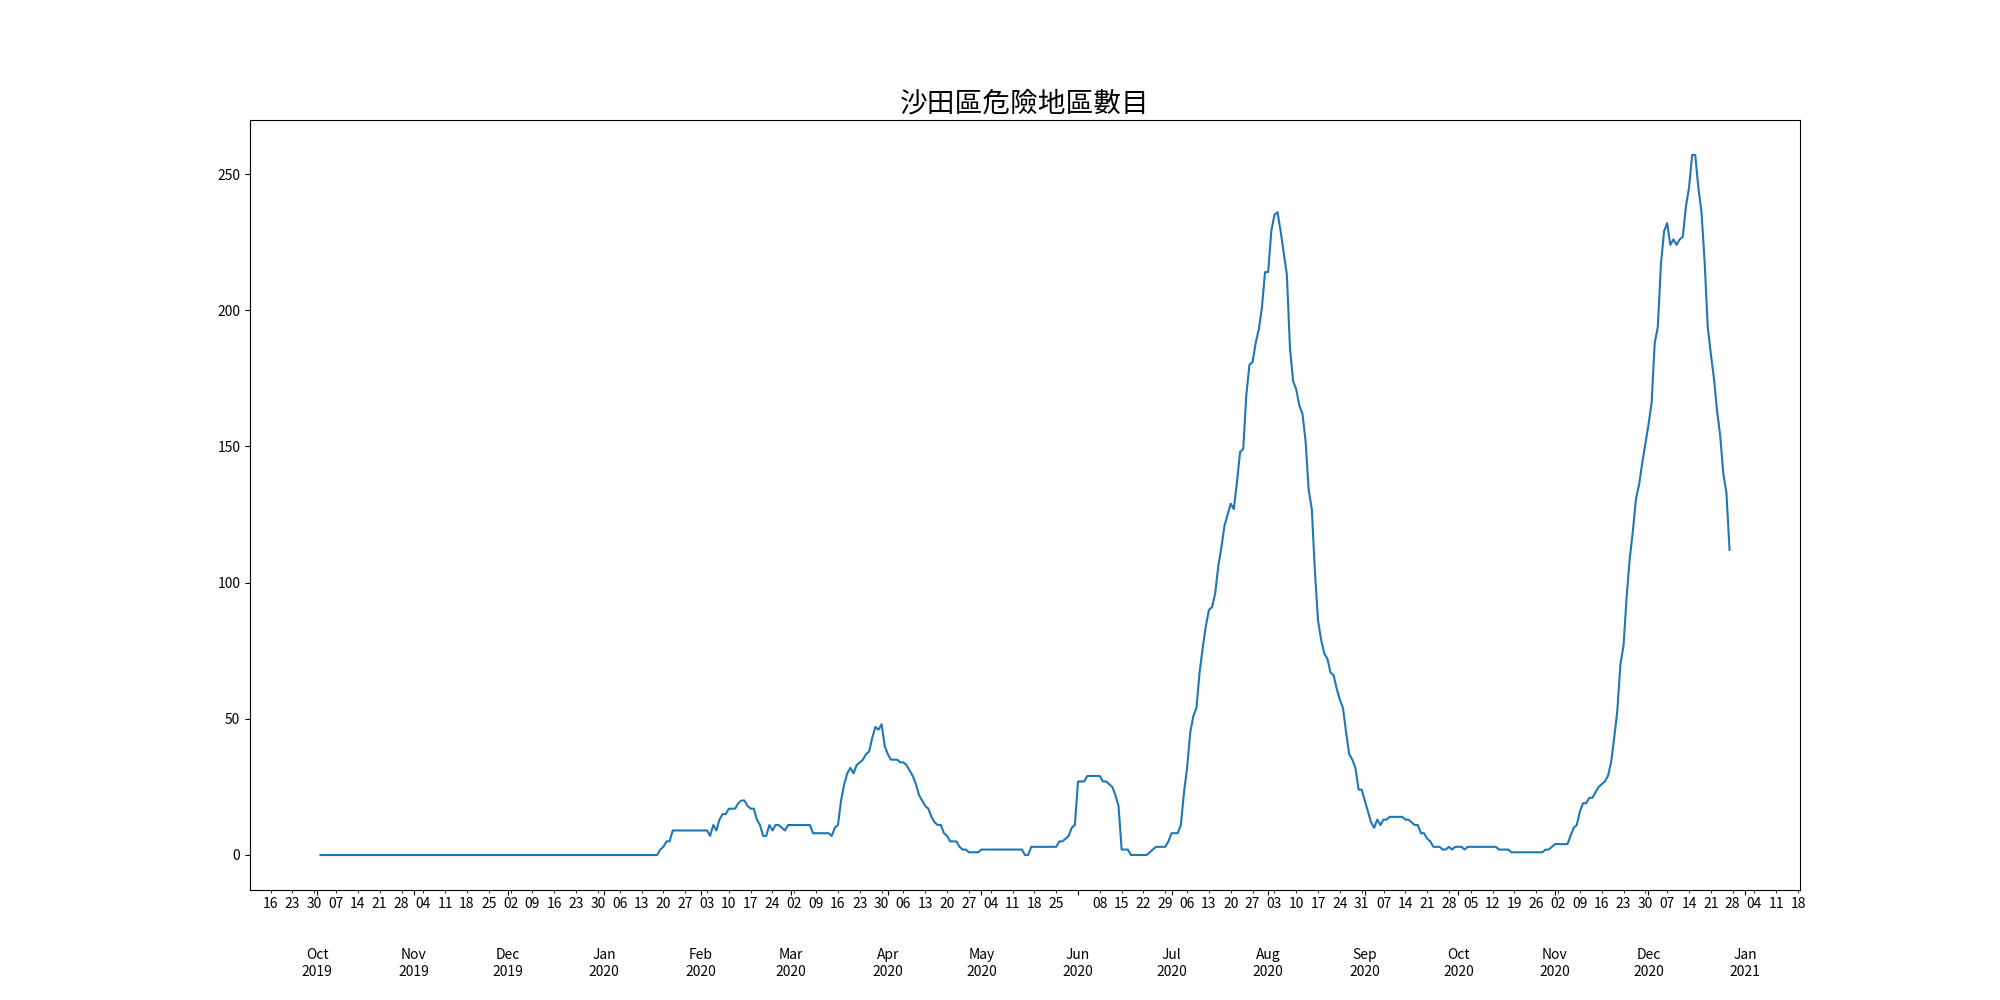 沙田區危險地區數目
250
200
150
100
50
0
16 23 30 07 14 21 28 04 11 18 25 02 09 16 23 30 06 13 20 27 03 10 17 24 02 09 16 23 30 06 13 20 27 04 11 18 25 08 15 22 29 06 13 20 27 03 10 17 24 31 07 14 21 28 05 12 19 26 02 09 16 23 30 07 14 21 28 04 11 18
Oct Nov Dec Jan Feb Mar Apr May Jun Jul Aug Sep Oct Nov Dec Jan
2019 2019 2019 2020 2020 2020 2020 2020 2020 2020 2020 2020 2020 2020 2020 2021